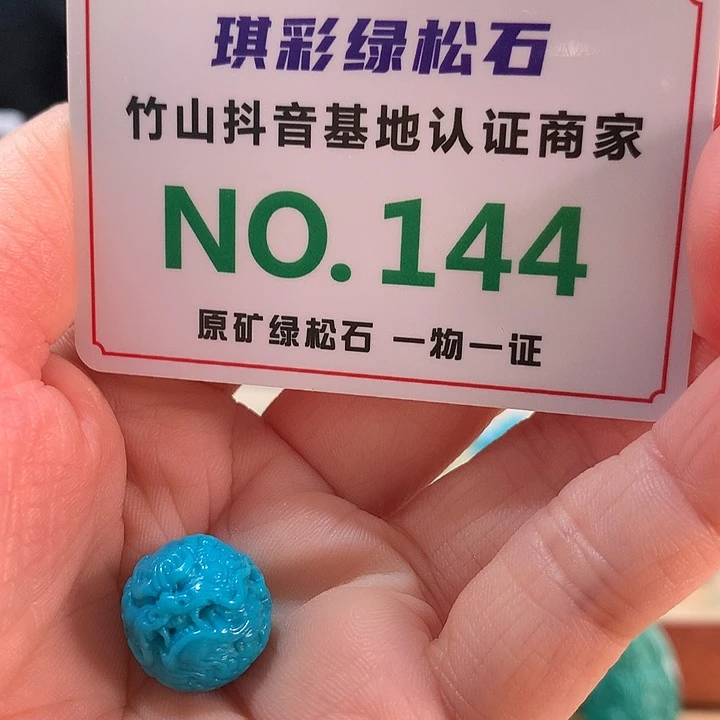 琪彩绿松石
竹山抖音基地认证商家
NO.144
原矿绿松石 一物一证